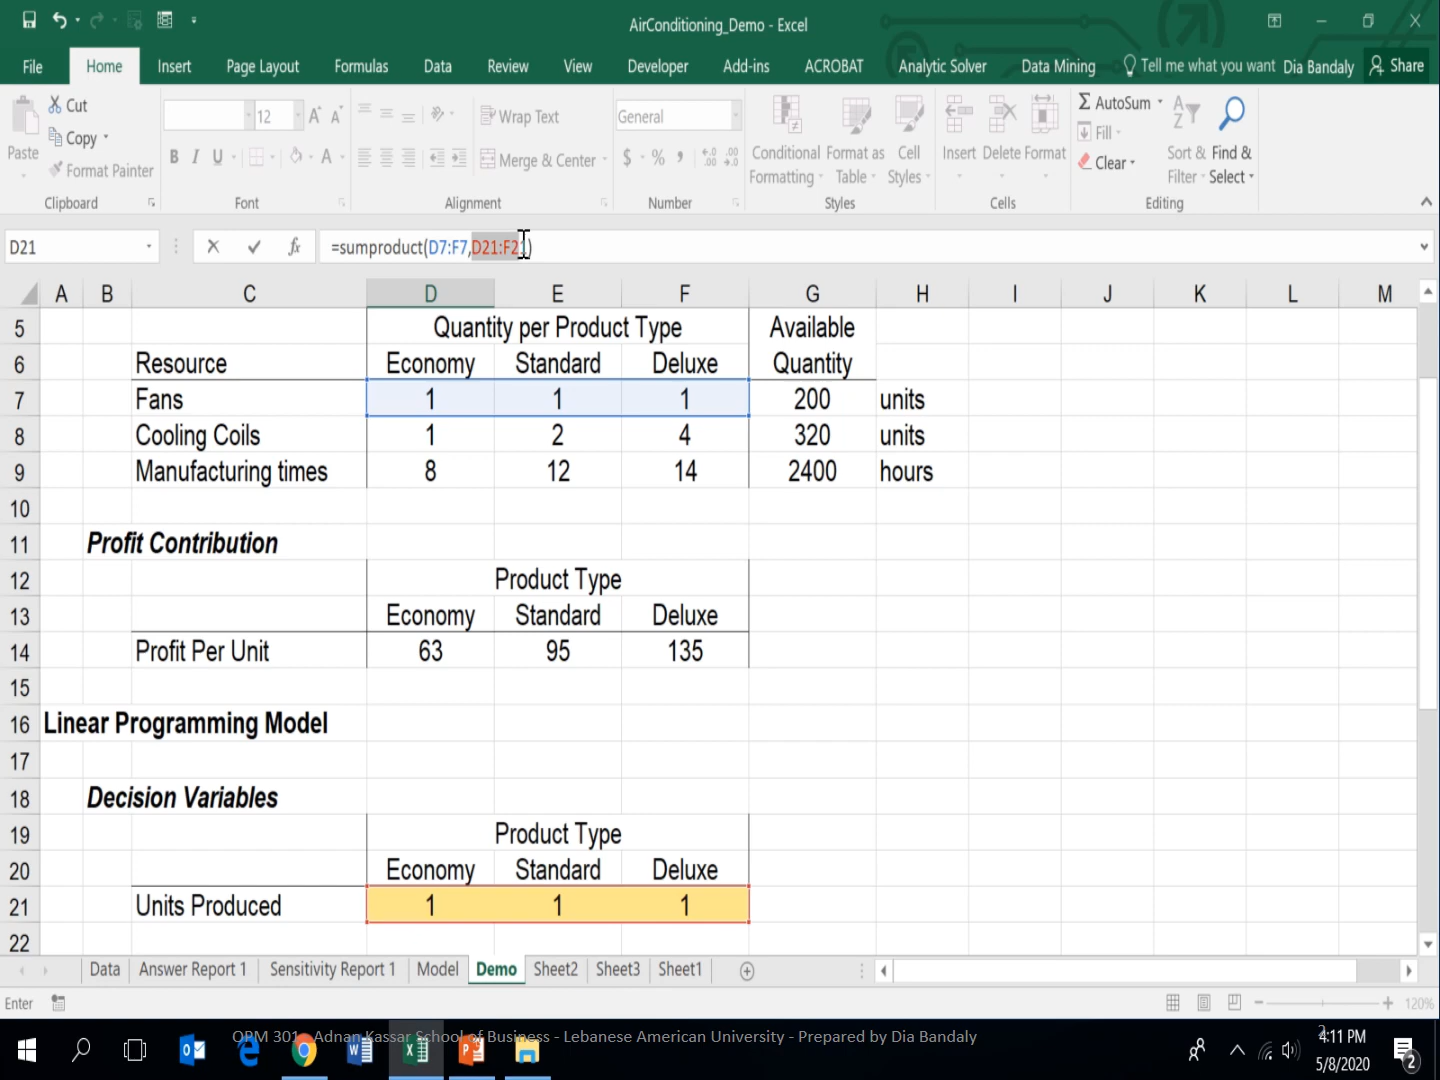 AirConditioning_Demo - Excel
File Home Insert Page Layout Formulas Data Review View Developer Add-ins ACROBAT Analytic Solver Data Mining Tell me what you want Dia Bandaly Share
Cut
Copy
Format Painter
Paste
Clipboard
12
B I U
Font
Wrap Text
Merge & Center
Alignment
General
$ % ,
Number
Conditional Formatting
Format as Table
Cell Styles
Styles
Insert Delete Format
Cells
AutoSum
Fill
Clear
Sort & Filter
Find & Select
Editing
D21 fx =sumproduct(D7:F7,D21:F21)
A B C D E F G H I J K L M
5 Quantity per Product Type Available
6 Resource Economy Standard Deluxe Quantity
7 Fans 1 1 1 200 units
8 Cooling Coils 1 2 4 320 units
9 Manufacturing times 8 12 14 2400 hours
10
11 Profit Contribution
12 Product Type
13 Economy Standard Deluxe
14 Profit Per Unit 63 95 135
15
16 Linear Programming Model
17
18 Decision Variables
19 Product Type
20 Economy Standard Deluxe
21 Units Produced 1 1 1
22
Data Answer Report 1 Sensitivity Report 1 Model Demo Sheet2 Sheet3 Sheet1
Enter 120%
OPM 301 - Adnan Kassar School of Business - Lebanese American University - Prepared by Dia Bandaly
2
4:11 PM
5/8/2020
2